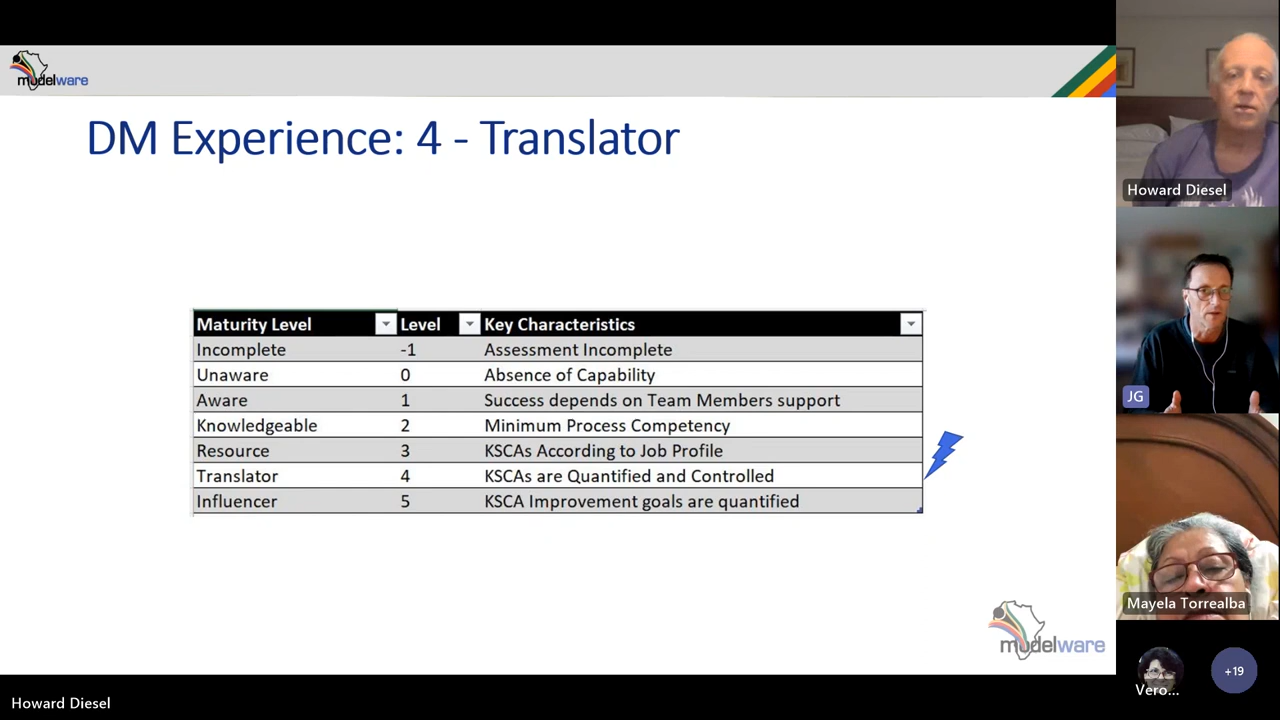 modelware
DM Experience: 4 - Translator
Maturity Level Level Key Characteristics
Incomplete -1 Assessment Incomplete
Unaware 0 Absence of Capability
Aware 1 Success depends on Team Members support
Knowledgeable 2 Minimum Process Competency
Resource 3 KSCAs According to Job Profile
Translator 4 KSCAs are Quantified and Controlled
Influencer 5 KSCA Improvement goals are quantified
modelware
Howard Diesel
Howard Diesel
JG
Mayela Torrealba
Vero...
+19